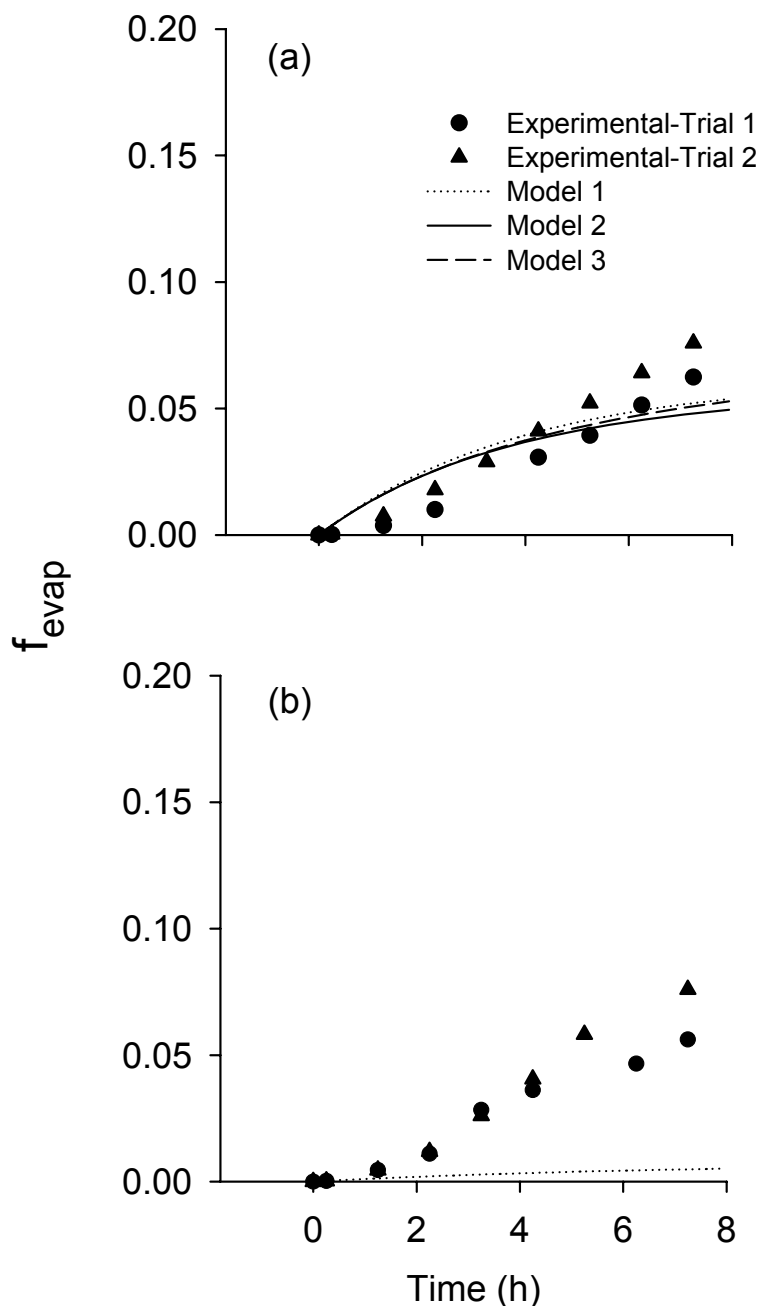 0.20
(a)
Experimental-Trial 1
Experimental-Trial 2
Model 1
Model 2
Model 3
0.15
0.10
0.05
0.00
f evap
0.20
(b)
0.15
0.10
0.05
0.00
0 2 4 6 8
Time (h)